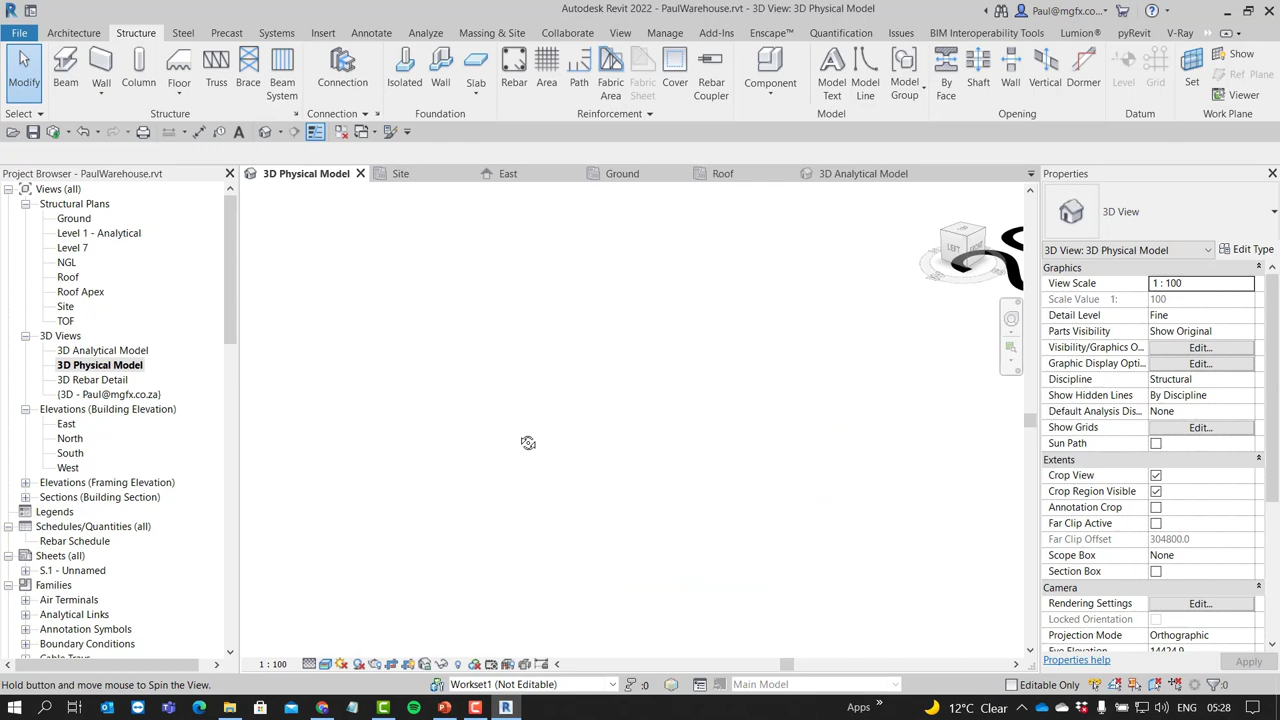 Autodesk Revit 2022 - PaulWarehouse.rvt - 3D View: 3D Physical Model
Paul@mgfx.co...
File Architecture Structure Steel Precast Systems Insert Annotate Analyze Massing & Site Collaborate View Manage Add-Ins Enscape™ Quantification Issues BIM Interoperability Tools Lumion® pyRevit V-Ray
Modify Beam Wall Column Floor Truss Brace Beam System Connection Isolated Wall Slab Rebar Area Path Fabric Area Fabric Sheet Cover Rebar Coupler Component Model Text Model Line Model Group By Face Shaft Wall Vertical Dormer Level Grid Set Show Ref Plane Viewer
Select Structure Connection Foundation Reinforcement Model Opening Datum Work Plane
Project Browser - PaulWarehouse.rvt
3D Physical Model Site East Ground Roof 3D Analytical Model
Views (all)
Structural Plans
Ground
Level 1 - Analytical
Level 7
NGL
Roof
Roof Apex
Site
TOF
3D Views
3D Analytical Model
3D Physical Model
3D Rebar Detail
{3D - Paul@mgfx.co.za}
Elevations (Building Elevation)
East
North
South
West
Elevations (Framing Elevation)
Sections (Building Section)
Legends
Schedules/Quantities (all)
Rebar Schedule
Sheets (all)
S.1 - Unnamed
Families
Air Terminals
Analytical Links
Annotation Symbols
Boundary Conditions
LEFT
Properties
3D View
3D View: 3D Physical Model Edit Type
Graphics
View Scale 1 : 100
Scale Value 1: 100
Detail Level Fine
Parts Visibility Show Original
Visibility/Graphics O... Edit...
Graphic Display Opti... Edit...
Discipline Structural
Show Hidden Lines By Discipline
Default Analysis Dis... None
Show Grids Edit...
Sun Path
Extents
Crop View
Crop Region Visible
Annotation Crop
Far Clip Active
Far Clip Offset 304800.0
Scope Box None
Section Box
Camera
Rendering Settings Edit...
Locked Orientation
Projection Mode Orthographic
Properties help Apply
1 : 100
Hold button and move mouse to Spin the View.
Workset1 (Not Editable) :0 Main Model Editable Only :0
Apps 12°C Clear ENG 05:28